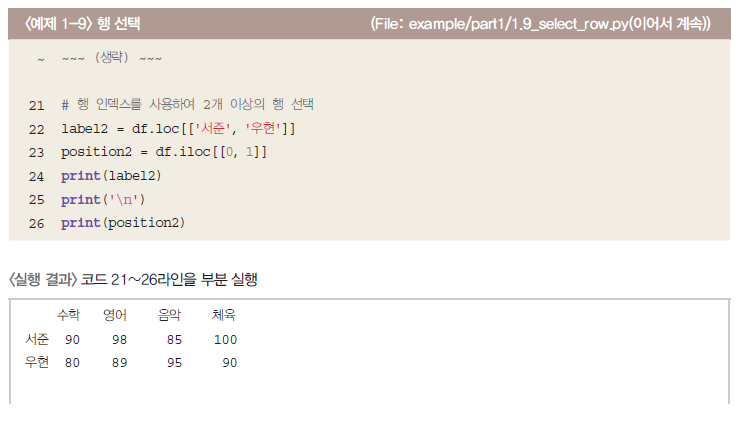 <예제 1-9> 행 선택 (File: example/part1/1.9_select_row.py(이어서 계속))
~ ~~~ (생략) ~~~
21 # 행 인덱스를 사용하여 2개 이상의 행 선택
22 label2 = df.loc[['서준', '우현']]
23 position2 = df.iloc[[0, 1]]
24 print(label2)
25 print('\n')
26 print(position2)
<실행 결과> 코드 21~26라인을 부분 실행
수학 영어 음악 체육
서준 90 98 85 100
우현 80 89 95 90